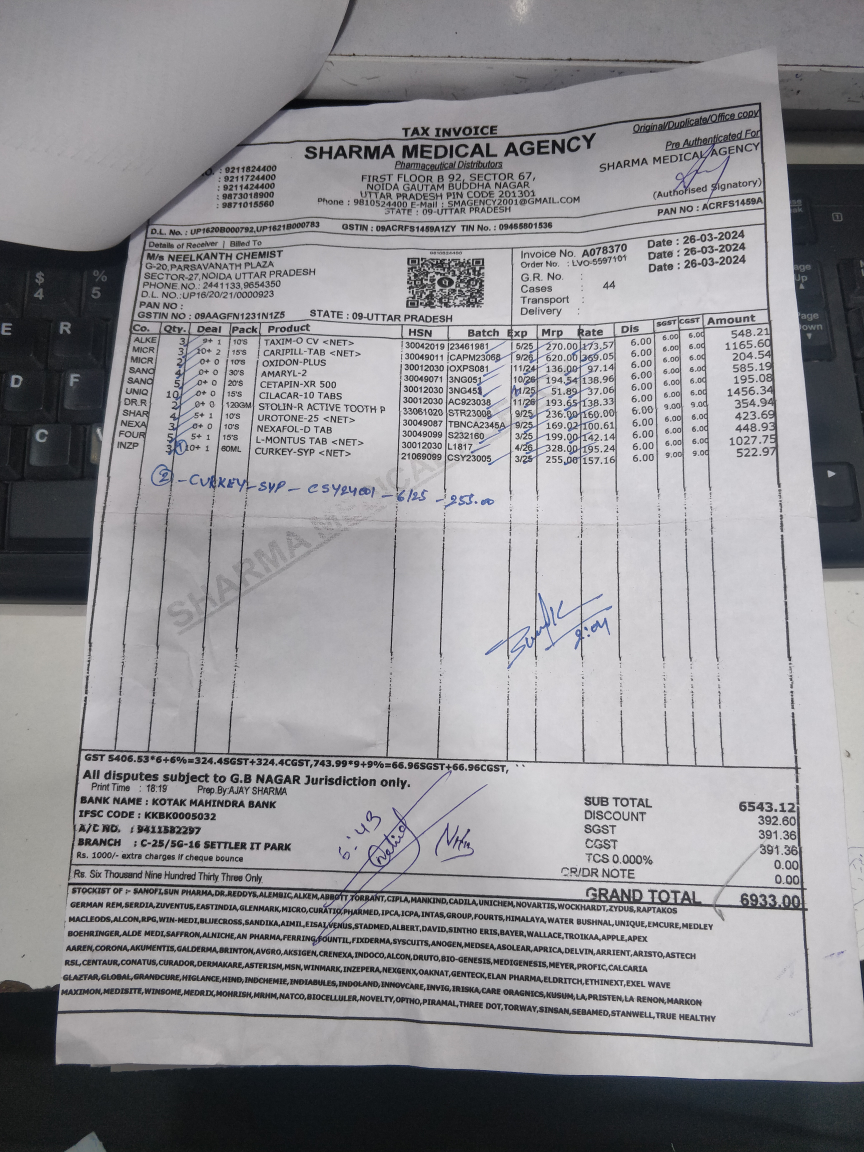 TAX INVOICE
Original/Duplicate/Office copy
SHARMA MEDICAL AGENCY
Pharmaceutical Distributors
FIRST FLOOR B 92, SECTOR 67,
NOIDA GAUTAM BUDDHA NAGAR
UTTAR PRADESH PIN CODE 201301
Phone : 9810524400 E-Mail : SMAGENCY2001@GMAIL.COM
STATE : 09-UTTAR PRADESH
: 9211824400
: 9211724400
: 9211424400
: 9873018900
: 9871015560
Pre Authenticated For
SHARMA MEDICAL AGENCY
(Authorised Signatory)
PAN NO : ACRFS1459A
D.L. No. : UP1620B000792,UP1621B000783
GSTIN : 09ACRFS1459A1ZY TIN No. : 09465801536
Details of Receiver | Billed To
M/s NEELKANTH CHEMIST
G-20,PARSAVANATH PLAZA
SECTOR-27,NOIDA UTTAR PRADESH
PHONE.NO.: 2441133,9654350
D.L. NO.:UP16/20/21/0000923
PAN NO :
GSTIN NO : 09AAGFN1231N1Z5 STATE : 09-UTTAR PRADESH
Invoice No. A078370 Date : 26-03-2024
Order No. : LVO-5597101 Date : 26-03-2024
G.R. No. : Date : 26-03-2024
Cases : 44
Transport :
Delivery :
Co. Qty. Deal Pack Product HSN Batch Exp Mrp Rate Dis SGST CGST Amount
ALKE 3 9+ 1 10'S TAXIM-O CV <NET> 30042019 23461981 5/25 270.00 173.57 6.00 6.00 6.00 548.21
MICR 3 10+ 2 15'S CARIPILL-TAB <NET> 30049011 CAPM23068 9/26 620.00 369.05 6.00 6.00 6.00 1165.60
MICR 2 0+ 0 10'S OXIDON-PLUS 30012030 OXPS081 11/24 136.00 97.14 6.00 6.00 6.00 204.54
SANO 4 0+ 0 30'S AMARYL-2 30049071 3NG051 10/26 194.54 138.96 6.00 6.00 6.00 585.19
SANO 5 0+ 0 20'S CETAPIN-XR 500 30012030 3NG453 51.89 37.06 6.00 6.00 6.00 195.08
UNIQ 10 0+ 0 15'S CILACAR-10 TABS 30012030 AC923038 11/26 193.65 138.33 6.00 6.00 6.00 1456.34
DR.R 2 0+ 0 120GM STOLIN-R ACTIVE TOOTH P 33061020 STR23008 9/25 236.00 160.00 6.00 9.00 9.00 354.94
SHAR 4 5+ 1 10'S UROTONE-25 <NET> 30049087 TBNCA2345A 9/25 169.02 100.61 6.00 6.00 6.00 423.69
NEXA 3 0+ 0 10'S NEXAFOL-D TAB 30049099 S232160 3/25 199.00 142.14 6.00 6.00 6.00 448.93
FOUR 5 5+ 1 15'S L-MONTUS TAB <NET> 30012030 L1817 4/26 328.00 195.24 6.00 6.00 6.00 1027.75
INZP 3 10+ 1 60ML CURKEY-SYP <NET> 21069099 CSY23005 3/25 255.00 157.16 6.00 9.00 9.00 522.97
② - CURKEY - SYP - CSY24001 - 6/25 - 255.00
SHARMA MEDICAL
GST 5406.53*6+6%=324.4SGST+324.4CGST,743.99*9+9%=66.96SGST+66.96CGST,
All disputes subject to G.B NAGAR Jurisdiction only.
Print Time : 18:19 Prep.By:AJAY SHARMA
BANK NAME : KOTAK MAHINDRA BANK
IFSC CODE : KKBK0005032
A/C NO. : 9411582297
BRANCH : C-25/5G-16 SETTLER IT PARK
Rs. 1000/- extra charges if cheque bounce
Rs. Six Thousand Nine Hundred Thirty Three Only
SUB TOTAL 6543.12
DISCOUNT 392.60
SGST 391.36
CGST 391.36
TCS 0.000% 0.00
CR/DR NOTE 0.00
GRAND TOTAL 6933.00
STOCKIST OF :- SANOFI,SUN PHARMA,DR.REDDYS,ALEMBIC,ALKEM,ABBOTT,TORRANT,CIPLA,MANKIND,CADILA,UNICHEM,NOVARTIS,WOCKHARDT,ZYDUS,RAPTAKOS
GERMAN REM,SERDIA,ZUVENTUS,EASTINDIA,GLENMARK,MICRO,CURATIO,PHARMED,IPCA,ICPA,INTAS,GROUP,FOURTS,HIMALAYA,WATER BUSHNAL,UNIQUE,EMCURE,MEDLEY
MACLEODS,ALCON,RPG,WIN-MEDI,BLUECROSS,SANDIKA,AIMIL,EISAI,VENUS,STADMED,ALBERT,DAVID,SINTHO ERIS,BAYER,WALLACE,TROIKAA,APPLE,APEX
BOEHRINGER,ALDE MEDI,SAFFRON,ALNICHE,AN PHARMA,FERRING,FOUNTIL,FIXDERMA,SYSCUITS,ANOGEN,MEDSEA,ASOLEAR,APRICA,DELVIN,ARRIENT,ARISTO,ASTECH
AAREN,CORONA,AKUMENTIS,GALDERMA,BRINTON,AVGRO,AKSIGEN,CRENEXA,INDOCO,ALCON,DRUTO,BIO-GENESIS,MEDIGENESIS,MEYER,PROFIC,CALCARIA
RSL,CENTAUR,CONATUS,CURADOR,DERMAKARE,ASTERISM,MSN,WINMARK,INZEPERA,NEXGENX,OAKNAT,GENTECK,ELAN PHARMA,ELDRITCH,ETHINEXT,EXEL WAVE
GLAZFAR,GLOBAL,GRANDCURE,HIGLANCE,HIND,INDCHEMIE,INDIABULES,INDOLAND,INNOVCARE,INVIG,IRISKA,CARE ORAGNICS,KUSUM,LA,PRISTEN,LA RENON,MARKON
MAXIMON,MEDISITE,WINSOME,MEDRIX,MOHRISH,MRHM,NATCO,BIOCELLULER,NOVELTY,OPTHO,PIRAMAL,THREE DOT,TORWAY,SINSAN,SEBAMED,STANWELL,TRUE HEALTHY